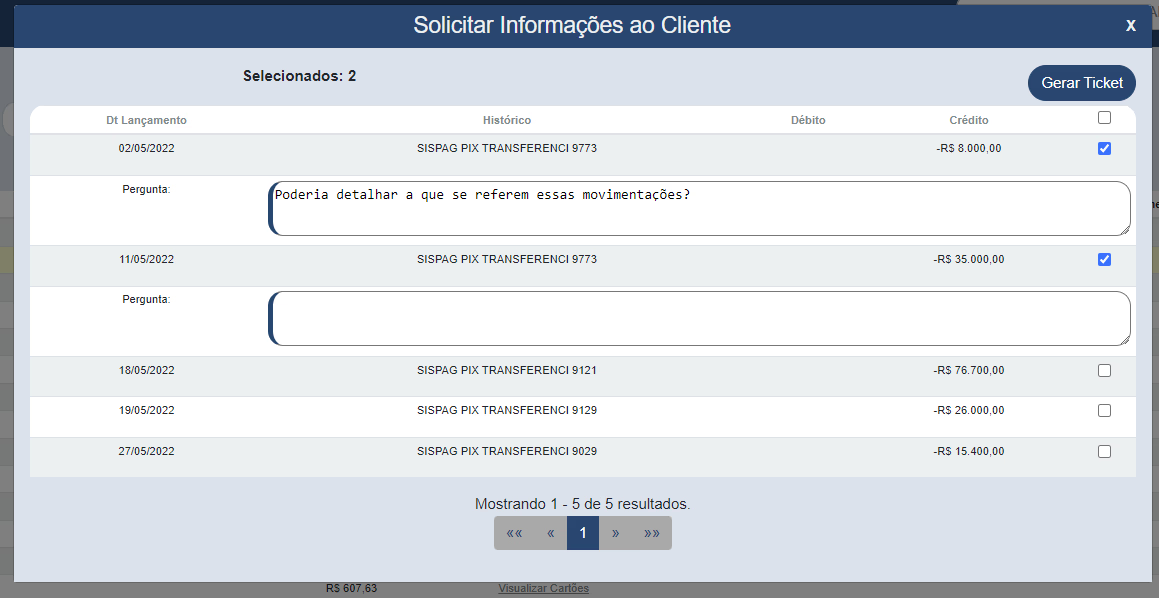 Solicitar Informações ao Cliente
X
Selecionados: 2
Gerar Ticket
Dt Lançamento Histórico Débito Crédito
02/05/2022 SISPAG PIX TRANSFERENCI 9773 -R$ 8.000,00
Pergunta: Poderia detalhar a que se referem essas movimentações?
11/05/2022 SISPAG PIX TRANSFERENCI 9773 -R$ 35.000,00
Pergunta:
18/05/2022 SISPAG PIX TRANSFERENCI 9121 -R$ 76.700,00
19/05/2022 SISPAG PIX TRANSFERENCI 9129 -R$ 26.000,00
27/05/2022 SISPAG PIX TRANSFERENCI 9029 -R$ 15.400,00
Mostrando 1 - 5 de 5 resultados.
«« « 1 » »»
R$ 607,63 Visualizar Cartões